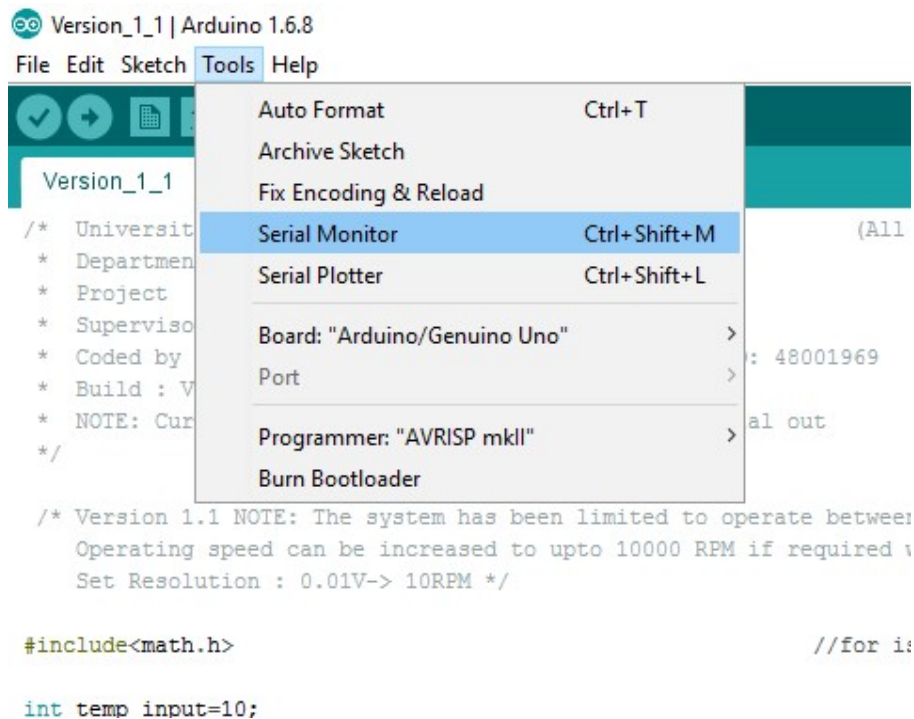 Version_1_1 | Arduino 1.6.8
File Edit Sketch Tools Help
Auto Format Ctrl+T
Archive Sketch
Version_1_1
Fix Encoding & Reload
/* Universit (All
Serial Monitor Ctrl+Shift+M
* Departmen
Serial Plotter Ctrl+Shift+L
* Project
* Superviso
Board: "Arduino/Genuino Uno"
* Coded by : 48001969
Port
* Build : V
* NOTE: Cur al out
Programmer: "AVRISP mkII"
*/
Burn Bootloader
/* Version 1.1 NOTE: The system has been limited to operate between
Operating speed can be increased to upto 10000 RPM if required
Set Resolution : 0.01V-> 10RPM */
#include<math.h> //for is
int temp_input=10;